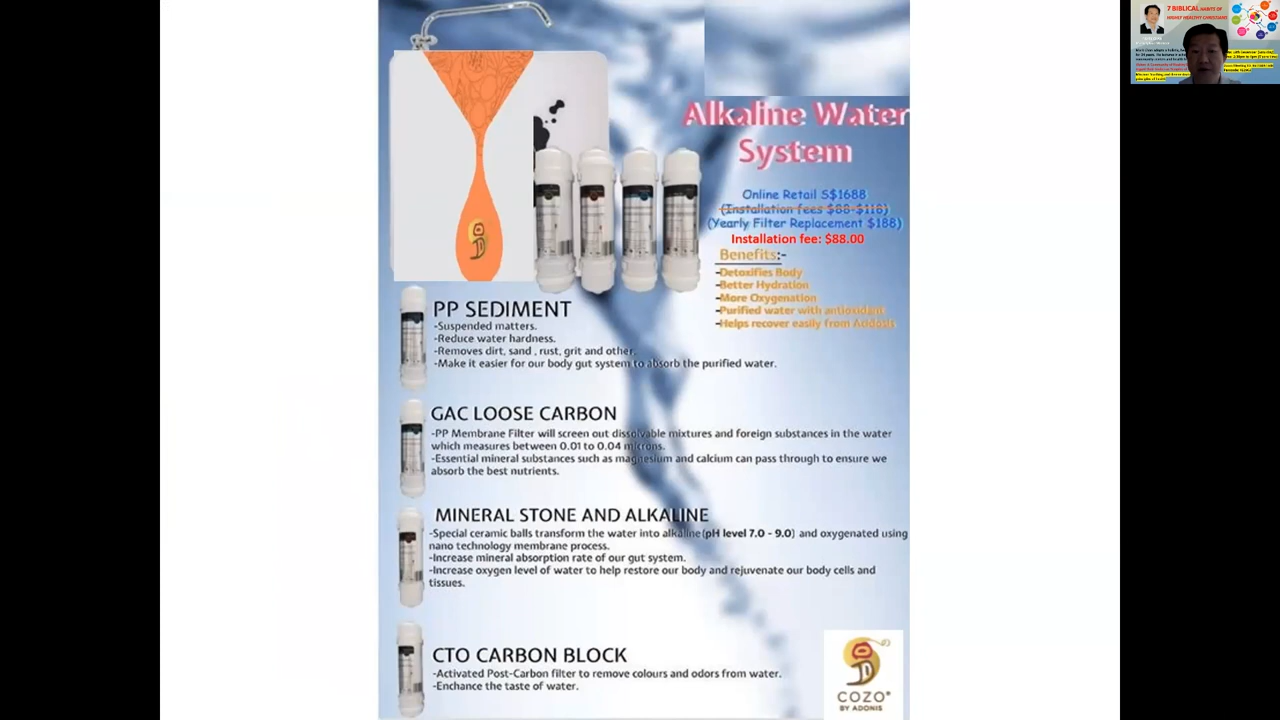 7 BIBLICAL HABITS OF
HIGHLY HEALTHY CHRISTIANS
Alkaline Water
System
Online Retail S$1688
(Installation fees $88-$118)
(Yearly Filter Replacement $188)
Installation fee: $88.00
Benefits:-
-Detoxifies Body
-Better Hydration
-More Oxygenation
-Purified water with antioxidant
-Helps recover easily from Acidosis
PP SEDIMENT
-Suspended matters.
-Reduce water hardness.
-Removes dirt, sand , rust, grit and other.
-Make it easier for our body gut system to absorb the purified water.
GAC LOOSE CARBON
-PP Membrane Filter will screen out dissolvable mixtures and foreign substances in the water
which measures between 0.01 to 0.04 microns.
-Essential mineral substances such as magnesium and calcium can pass through to ensure we
absorb the best nutrients.
MINERAL STONE AND ALKALINE
-Special ceramic balls transform the water into alkaline(pH level 7.0 - 9.0) and oxygenated using
nano technology membrane process.
-Increase mineral absorption rate of our gut system.
-Increase oxygen level of water to help restore our body and rejuvenate our body cells and
tissues.
CTO CARBON BLOCK
-Activated Post-Carbon filter to remove colours and odors from water.
-Enchance the taste of water.
COZO®
BY ADONIS